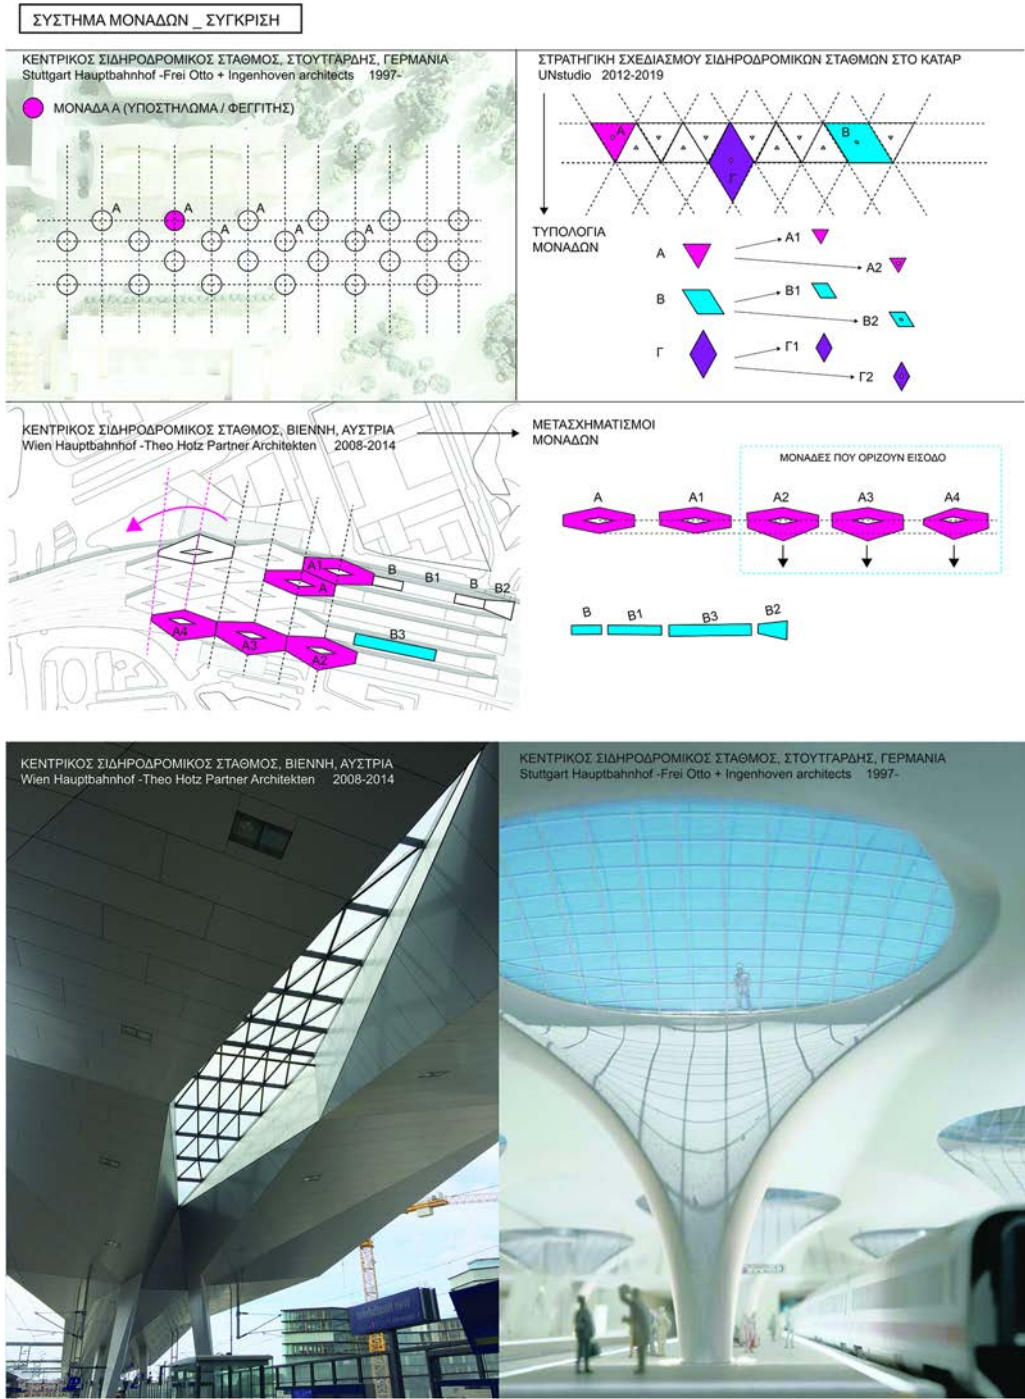 ΣΥΣΤΗΜΑ ΜΟΝΑΔΩΝ _ ΣΥΓΚΡΙΣΗ
ΚΕΝΤΡΙΚΟΣ ΣΙΔΗΡΟΔΡΟΜΙΚΟΣ ΣΤΑΘΜΟΣ, ΣΤΟΥΤΓΑΡΔΗΣ, ΓΕΡΜΑΝΙΑ
Stuttgart Hauptbahnhof -Frei Otto + Ingenhoven architects 1997-
ΜΟΝΑΔΑ Α (ΥΠΟΣΤΗΛΩΜΑ / ΦΕΓΓΙΤΗΣ)
Α Α Α
Α Α Α
ΣΤΡΑΤΗΓΙΚΗ ΣΧΕΔΙΑΣΜΟΥ ΣΙΔΗΡΟΔΡΟΜΙΚΩΝ ΣΤΑΘΜΩΝ ΣΤΟ ΚΑΤΑΡ
UNstudio 2012-2019
Α Β
Γ
ΤΥΠΟΛΟΓΙΑ
ΜΟΝΑΔΩΝ
Α Α1
Α2
Β Β1
Β2
Γ Γ1
Γ2
ΚΕΝΤΡΙΚΟΣ ΣΙΔΗΡΟΔΡΟΜΙΚΟΣ ΣΤΑΘΜΟΣ, ΒΙΕΝΝΗ, ΑΥΣΤΡΙΑ
Wien Hauptbahnhof -Theo Hotz Partner Architekten 2008-2014
Α1 Β Β1 Β Β2
Α
Α4 Α3 Α2 Β3
ΜΕΤΑΣΧΗΜΑΤΙΣΜΟΙ
ΜΟΝΑΔΩΝ
ΜΟΝΑΔΕΣ ΠΟΥ ΟΡΙΖΟΥΝ ΕΙΣΟΔΟ
Α Α1 Α2 Α3 Α4
Β Β1 Β3 Β2
ΚΕΝΤΡΙΚΟΣ ΣΙΔΗΡΟΔΡΟΜΙΚΟΣ ΣΤΑΘΜΟΣ, ΒΙΕΝΝΗ, ΑΥΣΤΡΙΑ
Wien Hauptbahnhof -Theo Hotz Partner Architekten 2008-2014
ΚΕΝΤΡΙΚΟΣ ΣΙΔΗΡΟΔΡΟΜΙΚΟΣ ΣΤΑΘΜΟΣ, ΣΤΟΥΤΓΑΡΔΗΣ, ΓΕΡΜΑΝΙΑ
Stuttgart Hauptbahnhof -Frei Otto + Ingenhoven architects 1997-